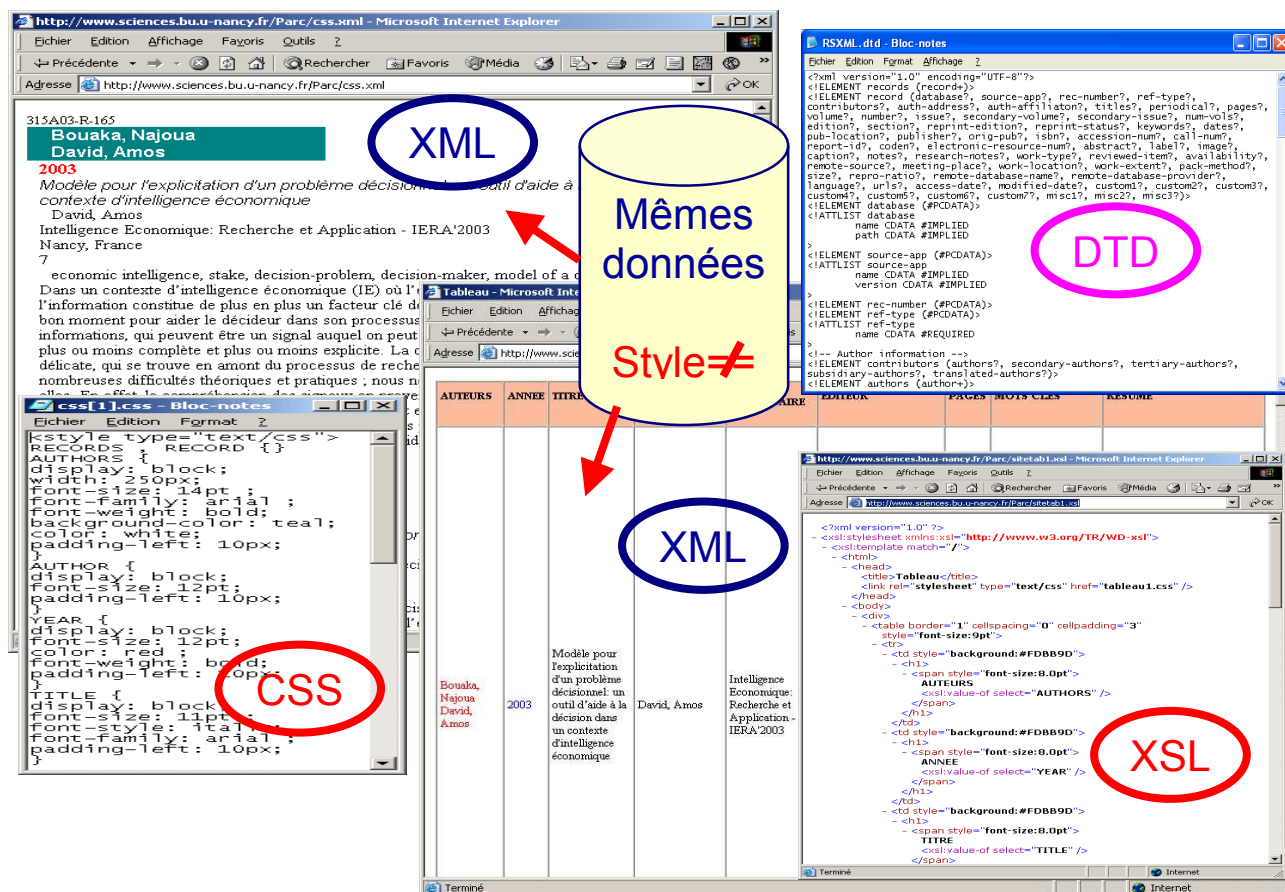 http://www.sciences.bu.u-nancy.fr/Parc/css.xml - Microsoft Internet Explorer
Fichier Edition Affichage Favoris Outils ?
Précédente Rechercher Favoris Média »
Adresse http://www.sciences.bu.u-nancy.fr/Parc/css.xml OK
315A03-R-165
Bouaka, Najoua
David, Amos
2003
Modèle pour l'explicitation d'un problème décisionnel: un outil d'aide à la
contexte d'intelligence économique
David, Amos
Intelligence Economique: Recherche et Application - IERA'2003
Nancy, France
7
economic intelligence, stake, decision-problem, decision-maker, model of a d
Dans un contexte d'intelligence économique (IE) où l'
l'information constitue de plus en plus un facteur clé d
bon moment pour aider le décideur dans son processus
informations, qui peuvent être un signal auquel on peut
plus ou moins complète et plus ou moins explicite. La
délicate, qui se trouve en amont du processus de reche
nombreuses difficultés théoriques et pratiques ; nous n
XML
Mêmes
données
Style≠
RSXML.dtd - Bloc-notes
Fichier Edition Format Affichage ?
<?xml version="1.0" encoding="UTF-8"?>
<!ELEMENT records (record+)>
<!ELEMENT record (database?, source-app?, rec-number?, ref-type?,
contributors?, auth-address?, auth-affiliaton?, titles?, periodical?, pages?,
volume?, number?, issue?, secondary-volume?, secondary-issue?, num-vols?,
edition?, section?, reprint-edition?, reprint-status?, keywords?, dates?,
pub-location?, publisher?, orig-pub?, isbn?, accession-num?, call-num?,
report-id?, coden?, electronic-resource-num?, abstract?, label?, image?,
caption?, notes?, research-notes?, work-type?, reviewed-item?, availability?,
remote-source?, meeting-place?, work-location?, work-extent?, pack-method?,
size?, repro-ratio?, remote-database-name?, remote-database-provider?,
language?, urls?, access-date?, modified-date?, custom1?, custom2?, custom3?,
custom4?, custom5?, custom6?, custom7?, misc1?, misc2?, misc3?)>
<!ELEMENT database (#PCDATA)>
<!ATTLIST database
name CDATA #IMPLIED
path CDATA #IMPLIED
>
<!ELEMENT source-app (#PCDATA)>
<!ATTLIST source-app
name CDATA #IMPLIED
version CDATA #IMPLIED
>
<!ELEMENT rec-number (#PCDATA)>
<!ELEMENT ref-type (#PCDATA)>
<!ATTLIST ref-type
name CDATA #REQUIRED
>
<!-- Author information -->
<!ELEMENT contributors (authors?, secondary-authors?, tertiary-authors?,
subsidiary-authors?, translated-authors?)>
<!ELEMENT authors (author+)>
DTD
css[1].css - Bloc-notes
Fichier Edition Format ?
<style type="text/css">
RECORDS , RECORD {}
AUTHORS {
display: block;
width: 250px;
font-size: 14pt ;
font-family: arial ;
font-weight: bold;
background-color: teal;
color: white;
padding-left: 10px;
}
AUTHOR {
display: block;
font-size: 12pt;
padding-left: 10px;
}
YEAR {
display: block;
font-size: 12pt;
color: red ;
font-weight: bold;
padding-left: 10px;
}
TITLE {
display: block;
font-size: 11pt;
font-style: italic ;
font-family: arial ;
padding-left: 10px;
}
CSS
Tableau - Microsoft Inte
Fichier Edition Affichag
Précédente
Adresse http://www.scie
AUTEURS ANNEE TITRE AIRE EDITEUR PAGES MOTS CLES RESUME
Bouaka,
Najoua
David,
Amos
2003
Modèle pour
l'explicitation
d'un problème
décisionnel: un
outil d'aide à la
décision dans
un contexte
d'intelligence
économique
David, Amos
Intelligence
Economique:
Recherche et
Application -
IERA'2003
XML
Terminé Internet
http://www.sciences.bu.u-nancy.fr/Parc/sitetab1.xsl - Microsoft Internet Explorer
Fichier Edition Affichage Favoris Outils ?
Précédente Rechercher Favoris Média »
Adresse http://www.sciences.bu.u-nancy.fr/Parc/sitetab1.xsl OK
<?xml version="1.0" ?>
- <xsl:stylesheet xmlns:xsl="http://www.w3.org/TR/WD-xsl">
- <xsl:template match="/">
- <html>
- <head>
<title>Tableau</title>
<link rel="stylesheet" type="text/css" href="tableau1.css" />
</head>
- <body>
- <div>
- <table border="1" cellspacing="0" cellpadding="3"
style="font-size:9pt">
- <tr>
- <td style="background:#FDBB9D">
- <h1>
- <span style="font-size:8.0pt">
AUTEURS
<xsl:value-of select="AUTHORS" />
</span>
</h1>
</td>
- <td style="background:#FDBB9D">
- <h1>
- <span style="font-size:8.0pt">
ANNEE
<xsl:value-of select="YEAR" />
</span>
</h1>
</td>
- <td style="background:#FDBB9D">
- <h1>
- <span style="font-size:8.0pt">
TITRE
<xsl:value-of select="TITLE" />
</span>
XSL
Terminé Internet